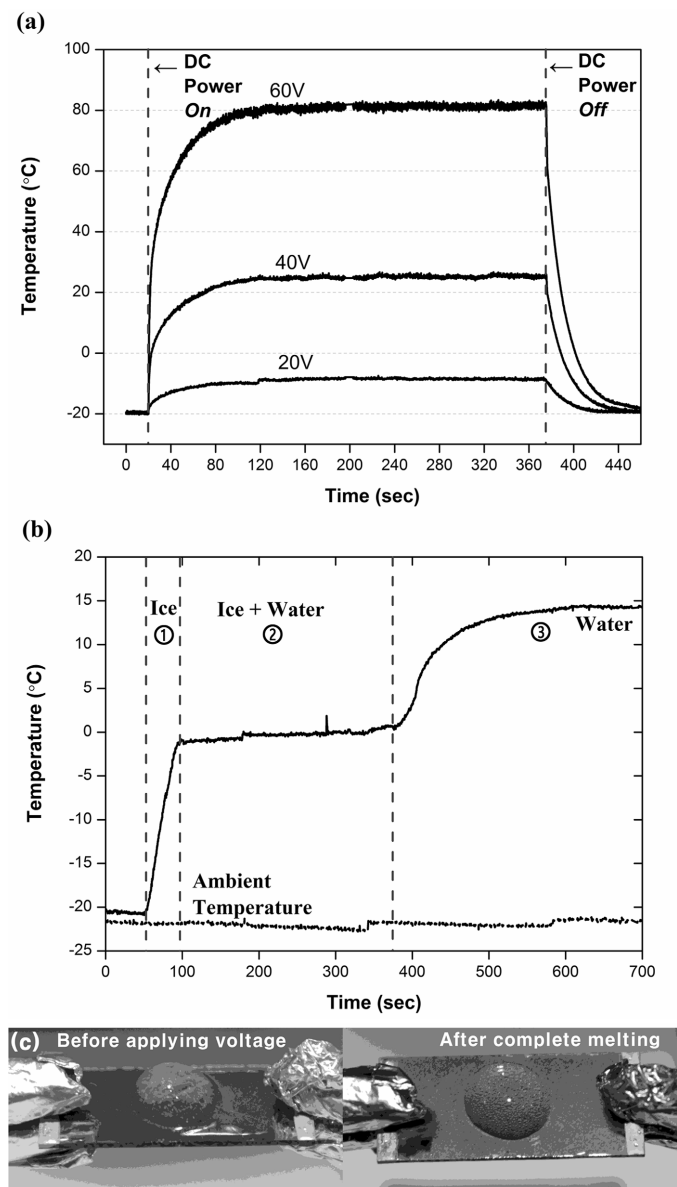 (a)
100
80
60
40
20
0
-20
0 40 80 120 160 200 240 280 320 360 400 440
Temperature (°C)
Time (sec)
← DC
Power
On
← DC
Power
Off
60V
40V
20V
(b)
20
15
10
5
0
-5
-10
-15
-20
-25
0 100 200 300 400 500 600 700
Temperature (°C)
Time (sec)
Ice
①
Ice + Water
②
③
Water
Ambient
Temperature
(c) Before applying voltage
After complete melting